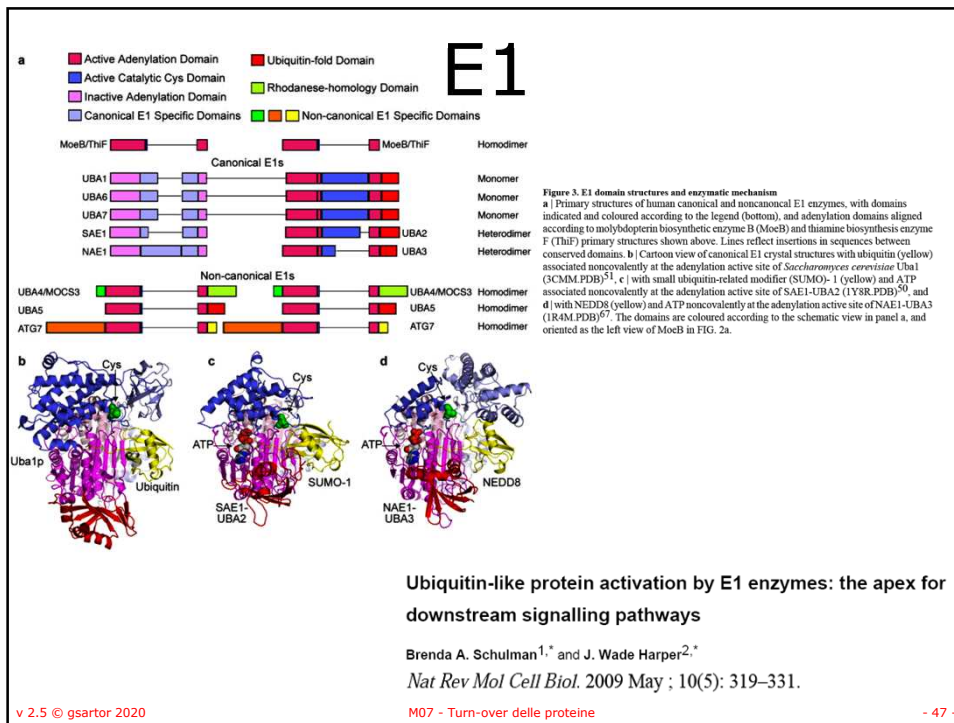 E1
a
Active Adenylation Domain
Active Catalytic Cys Domain
Inactive Adenylation Domain
Canonical E1 Specific Domains
Ubiquitin-fold Domain
Rhodanese-homology Domain
Non-canonical E1 Specific Domains
MoeB/ThiF MoeB/ThiF Homodimer
Canonical E1s
UBA1 Monomer
UBA6 Monomer
UBA7 Monomer
SAE1 UBA2 Heterodimer
NAE1 UBA3 Heterodimer
Non-canonical E1s
UBA4/MOCS3 UBA4/MOCS3 Homodimer
UBA5 UBA5 Homodimer
ATG7 ATG7 Homodimer
b
Cys
Uba1p
Ubiquitin
c
Cys
ATP
SUMO-1
SAE1-
UBA2
d
Cys
ATP
NEDD8
NAE1-
UBA3
Figure 3. E1 domain structures and enzymatic mechanism
a | Primary structures of human canonical and noncanoncal E1 enzymes, with domains
indicated and coloured according to the legend (bottom), and adenylation domains aligned
according to molybdopterin biosynthetic enzyme B (MoeB) and thiamine biosynthesis enzyme
F (ThiF) primary structures shown above. Lines reflect insertions in sequences between
conserved domains. b | Cartoon view of canonical E1 crystal structures with ubiquitin (yellow)
associated noncovalently at the adenylation active site of Saccharomyces cerevisiae Uba1
(3CMM.PDB)51, c | with small ubiquitin-related modifier (SUMO)- 1 (yellow) and ATP
associated noncovalently at the adenylation active site of SAE1-UBA2 (1Y8R.PDB)50, and
d | with NEDD8 (yellow) and ATP noncovalently at the adenylation active site of NAE1-UBA3
(1R4M.PDB)67. The domains are coloured according to the schematic view in panel a, and
oriented as the left view of MoeB in FIG. 2a.
Ubiquitin-like protein activation by E1 enzymes: the apex for
downstream signalling pathways
Brenda A. Schulman1,* and J. Wade Harper2,*
Nat Rev Mol Cell Biol. 2009 May ; 10(5): 319–331.
v 2.5 © gsartor 2020 M07 - Turn-over delle proteine - 47 -